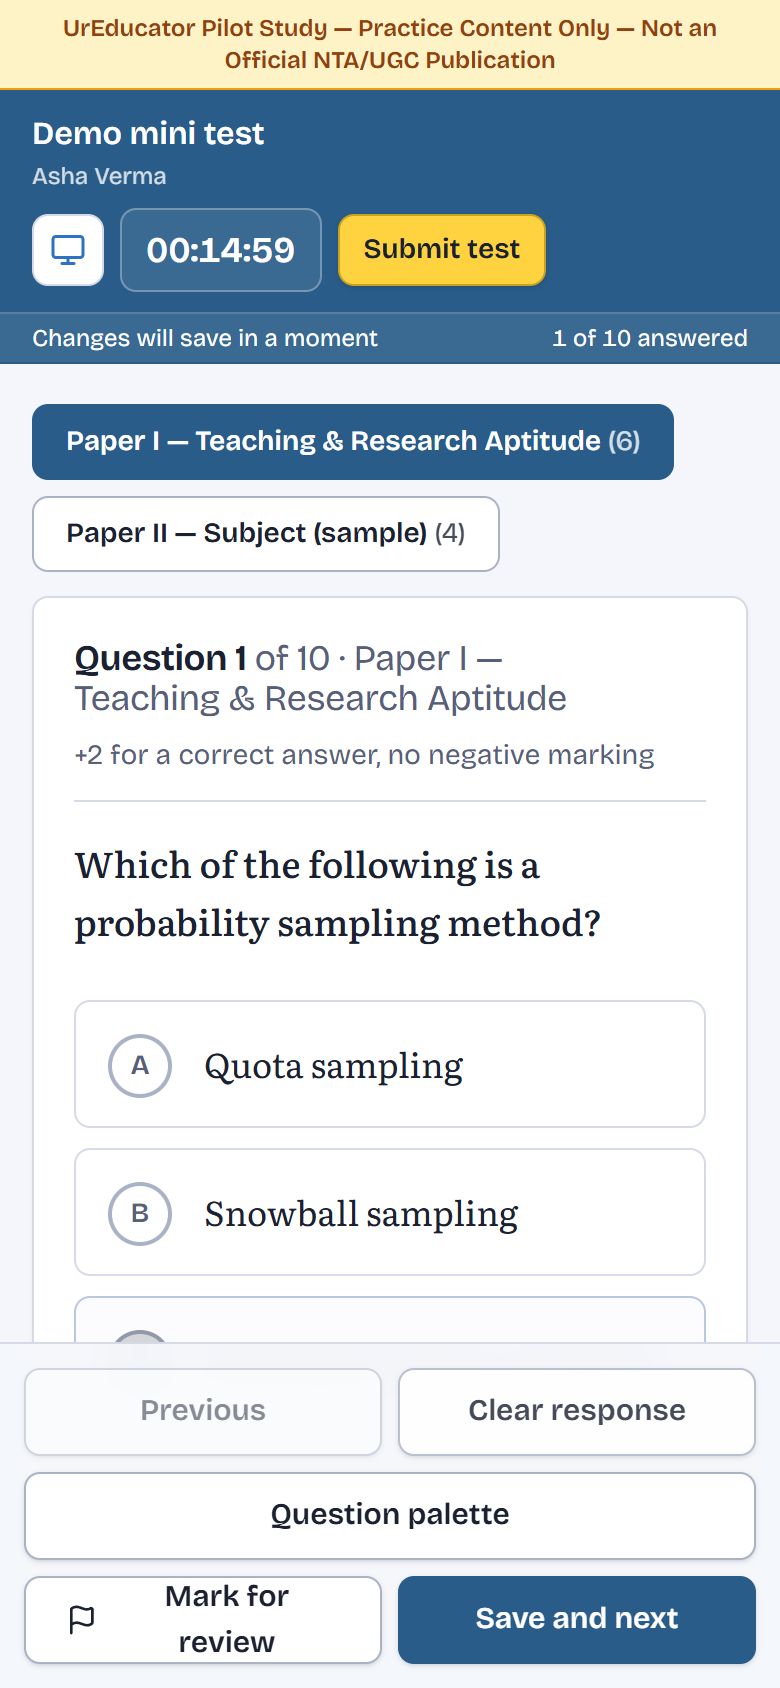 UrEducator Pilot Study — Practice Content Only — Not an
Official NTA/UGC Publication
Demo mini test
Asha Verma
00:14:59
Submit test
Changes will save in a moment
1 of 10 answered
Paper I — Teaching & Research Aptitude (6)
Paper II — Subject (sample) (4)
Question 1 of 10 · Paper I —
Teaching & Research Aptitude
+2 for a correct answer, no negative marking
Which of the following is a
probability sampling method?
A Quota sampling
B Snowball sampling
Previous
Clear response
Question palette
Mark for
review
Save and next